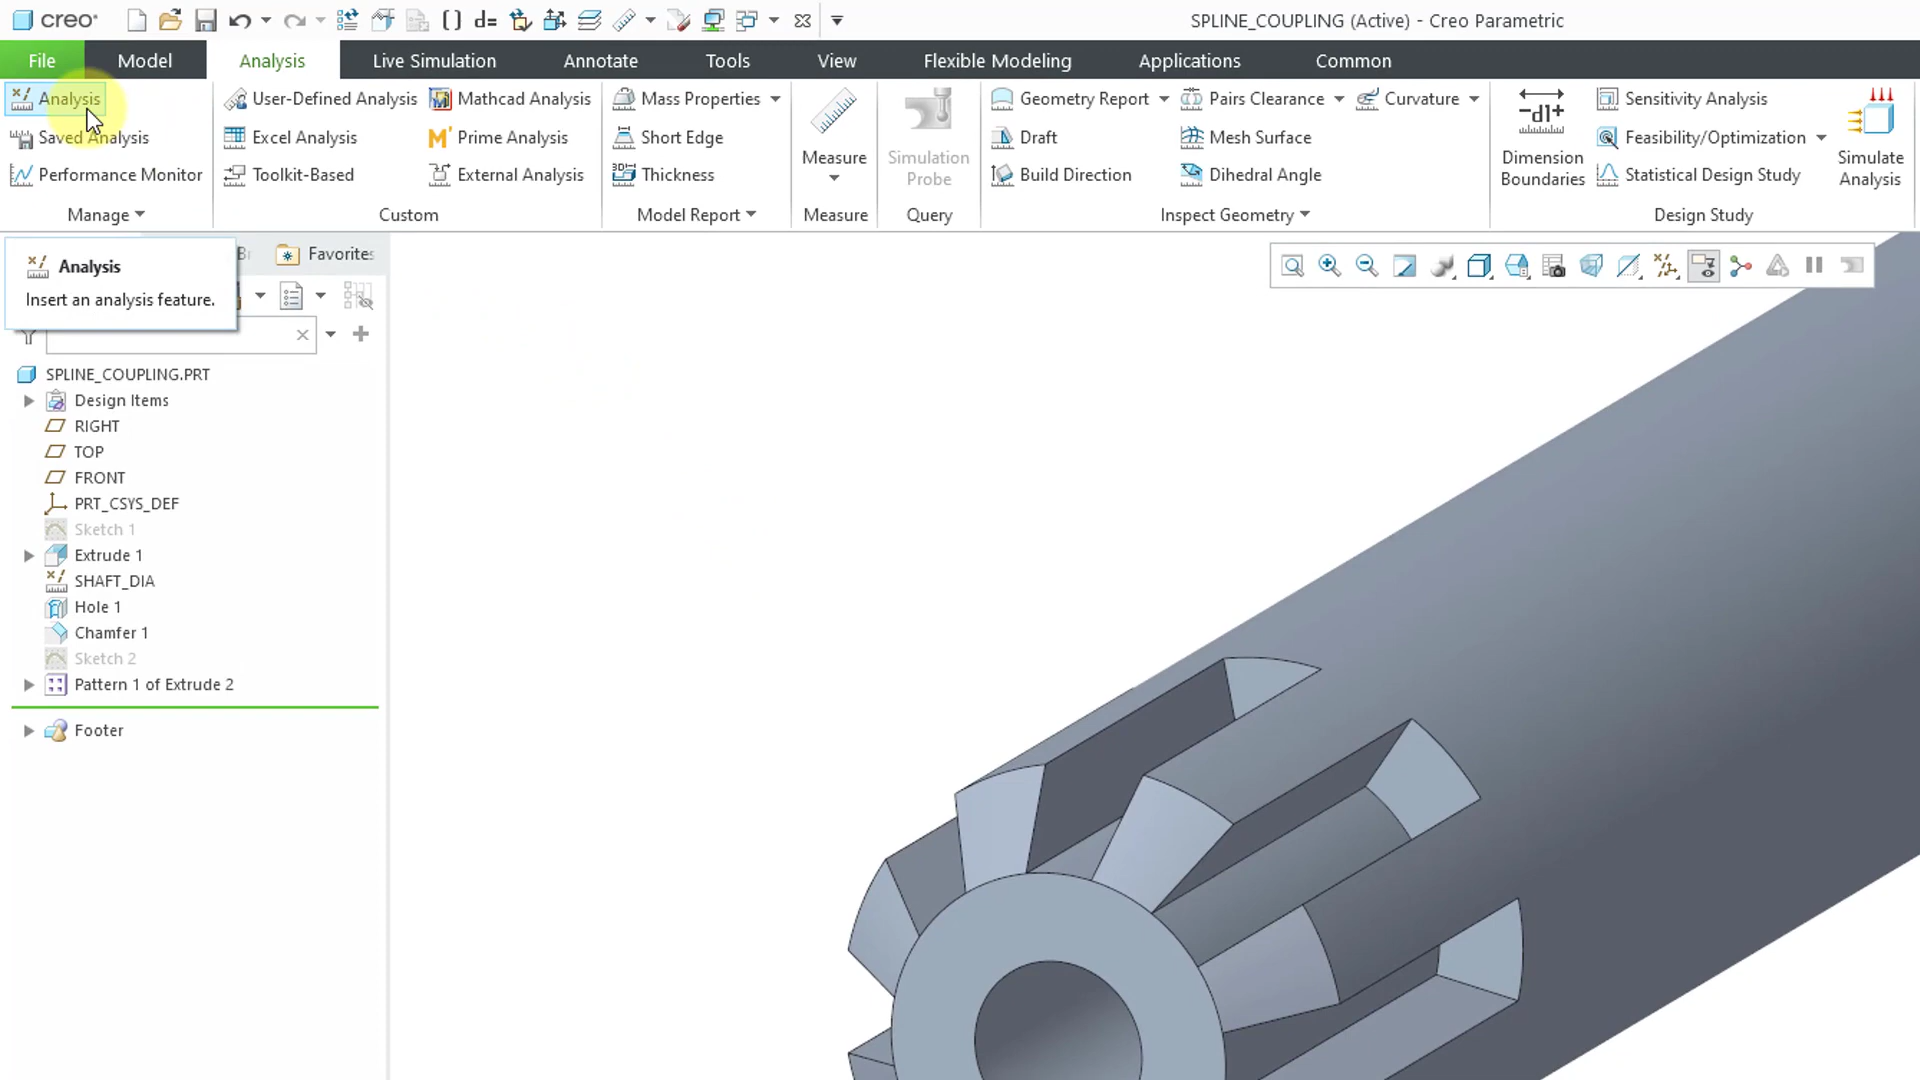 creo® SPLINE_COUPLING (Active) - Creo Parametric
File Model Analysis Live Simulation Annotate Tools View Flexible Modeling Applications Common
Analysis User-Defined Analysis Mathcad Analysis Mass Properties Geometry Report Pairs Clearance Curvature Sensitivity Analysis
Saved Analysis Excel Analysis Prime Analysis Short Edge Draft Mesh Surface Feasibility/Optimization
Measure Simulation Probe Dimension Boundaries Simulate Analysis
Performance Monitor Toolkit-Based External Analysis Thickness Build Direction Dihedral Angle Statistical Design Study
Manage Custom Model Report Measure Query Inspect Geometry Design Study
Favorites
Analysis
Insert an analysis feature.
SPLINE_COUPLING.PRT
Design Items
RIGHT
TOP
FRONT
PRT_CSYS_DEF
Sketch 1
Extrude 1
SHAFT_DIA
Hole 1
Chamfer 1
Sketch 2
Pattern 1 of Extrude 2
Footer